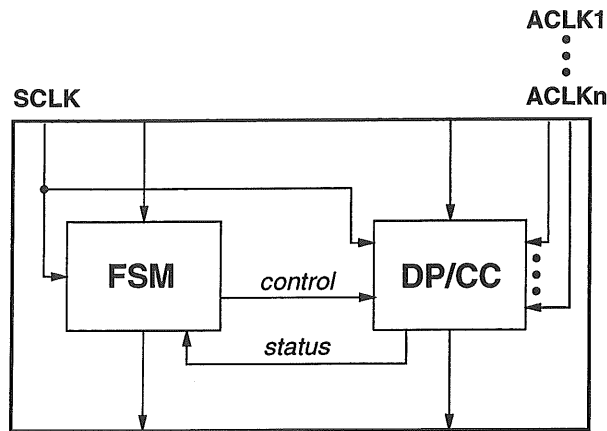 ACLK1
SCLK
ACLKn
FSM
control
DP/CC
status